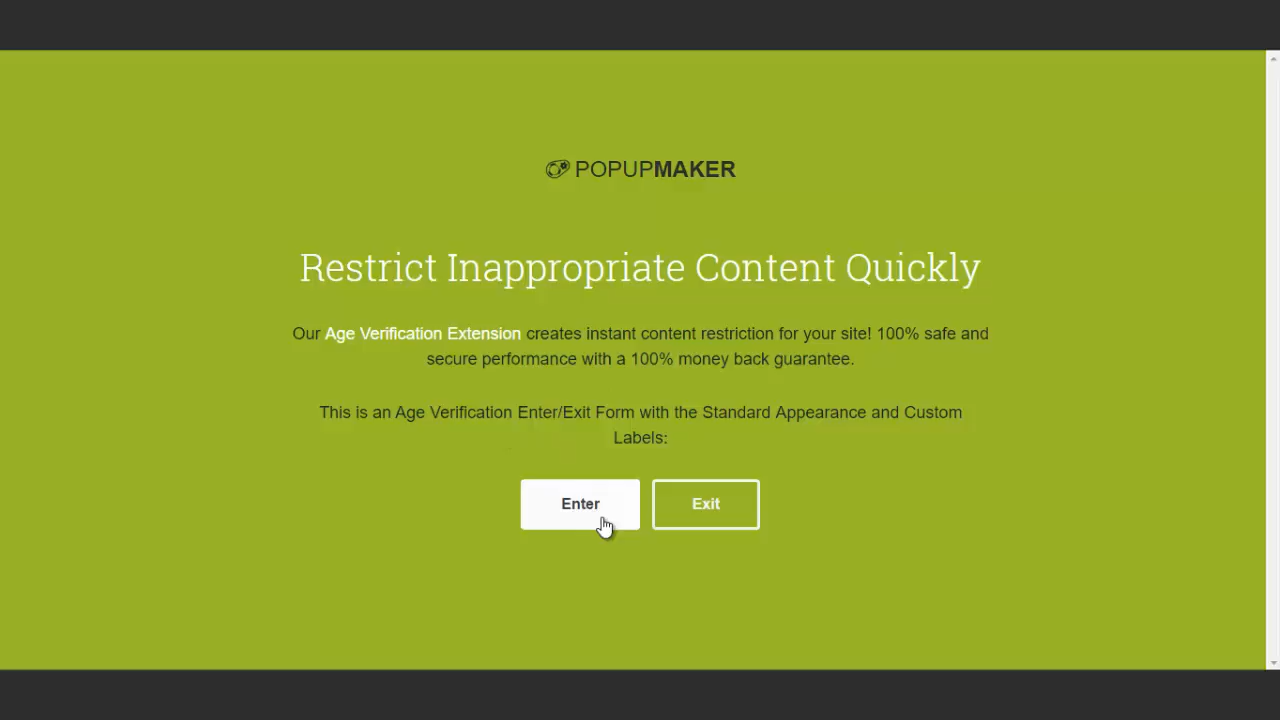 POPUPMAKER
Restrict Inappropriate Content Quickly
Our Age Verification Extension creates instant content restriction for your site! 100% safe and
secure performance with a 100% money back guarantee.
This is an Age Verification Enter/Exit Form with the Standard Appearance and Custom
Labels:
Enter
Exit